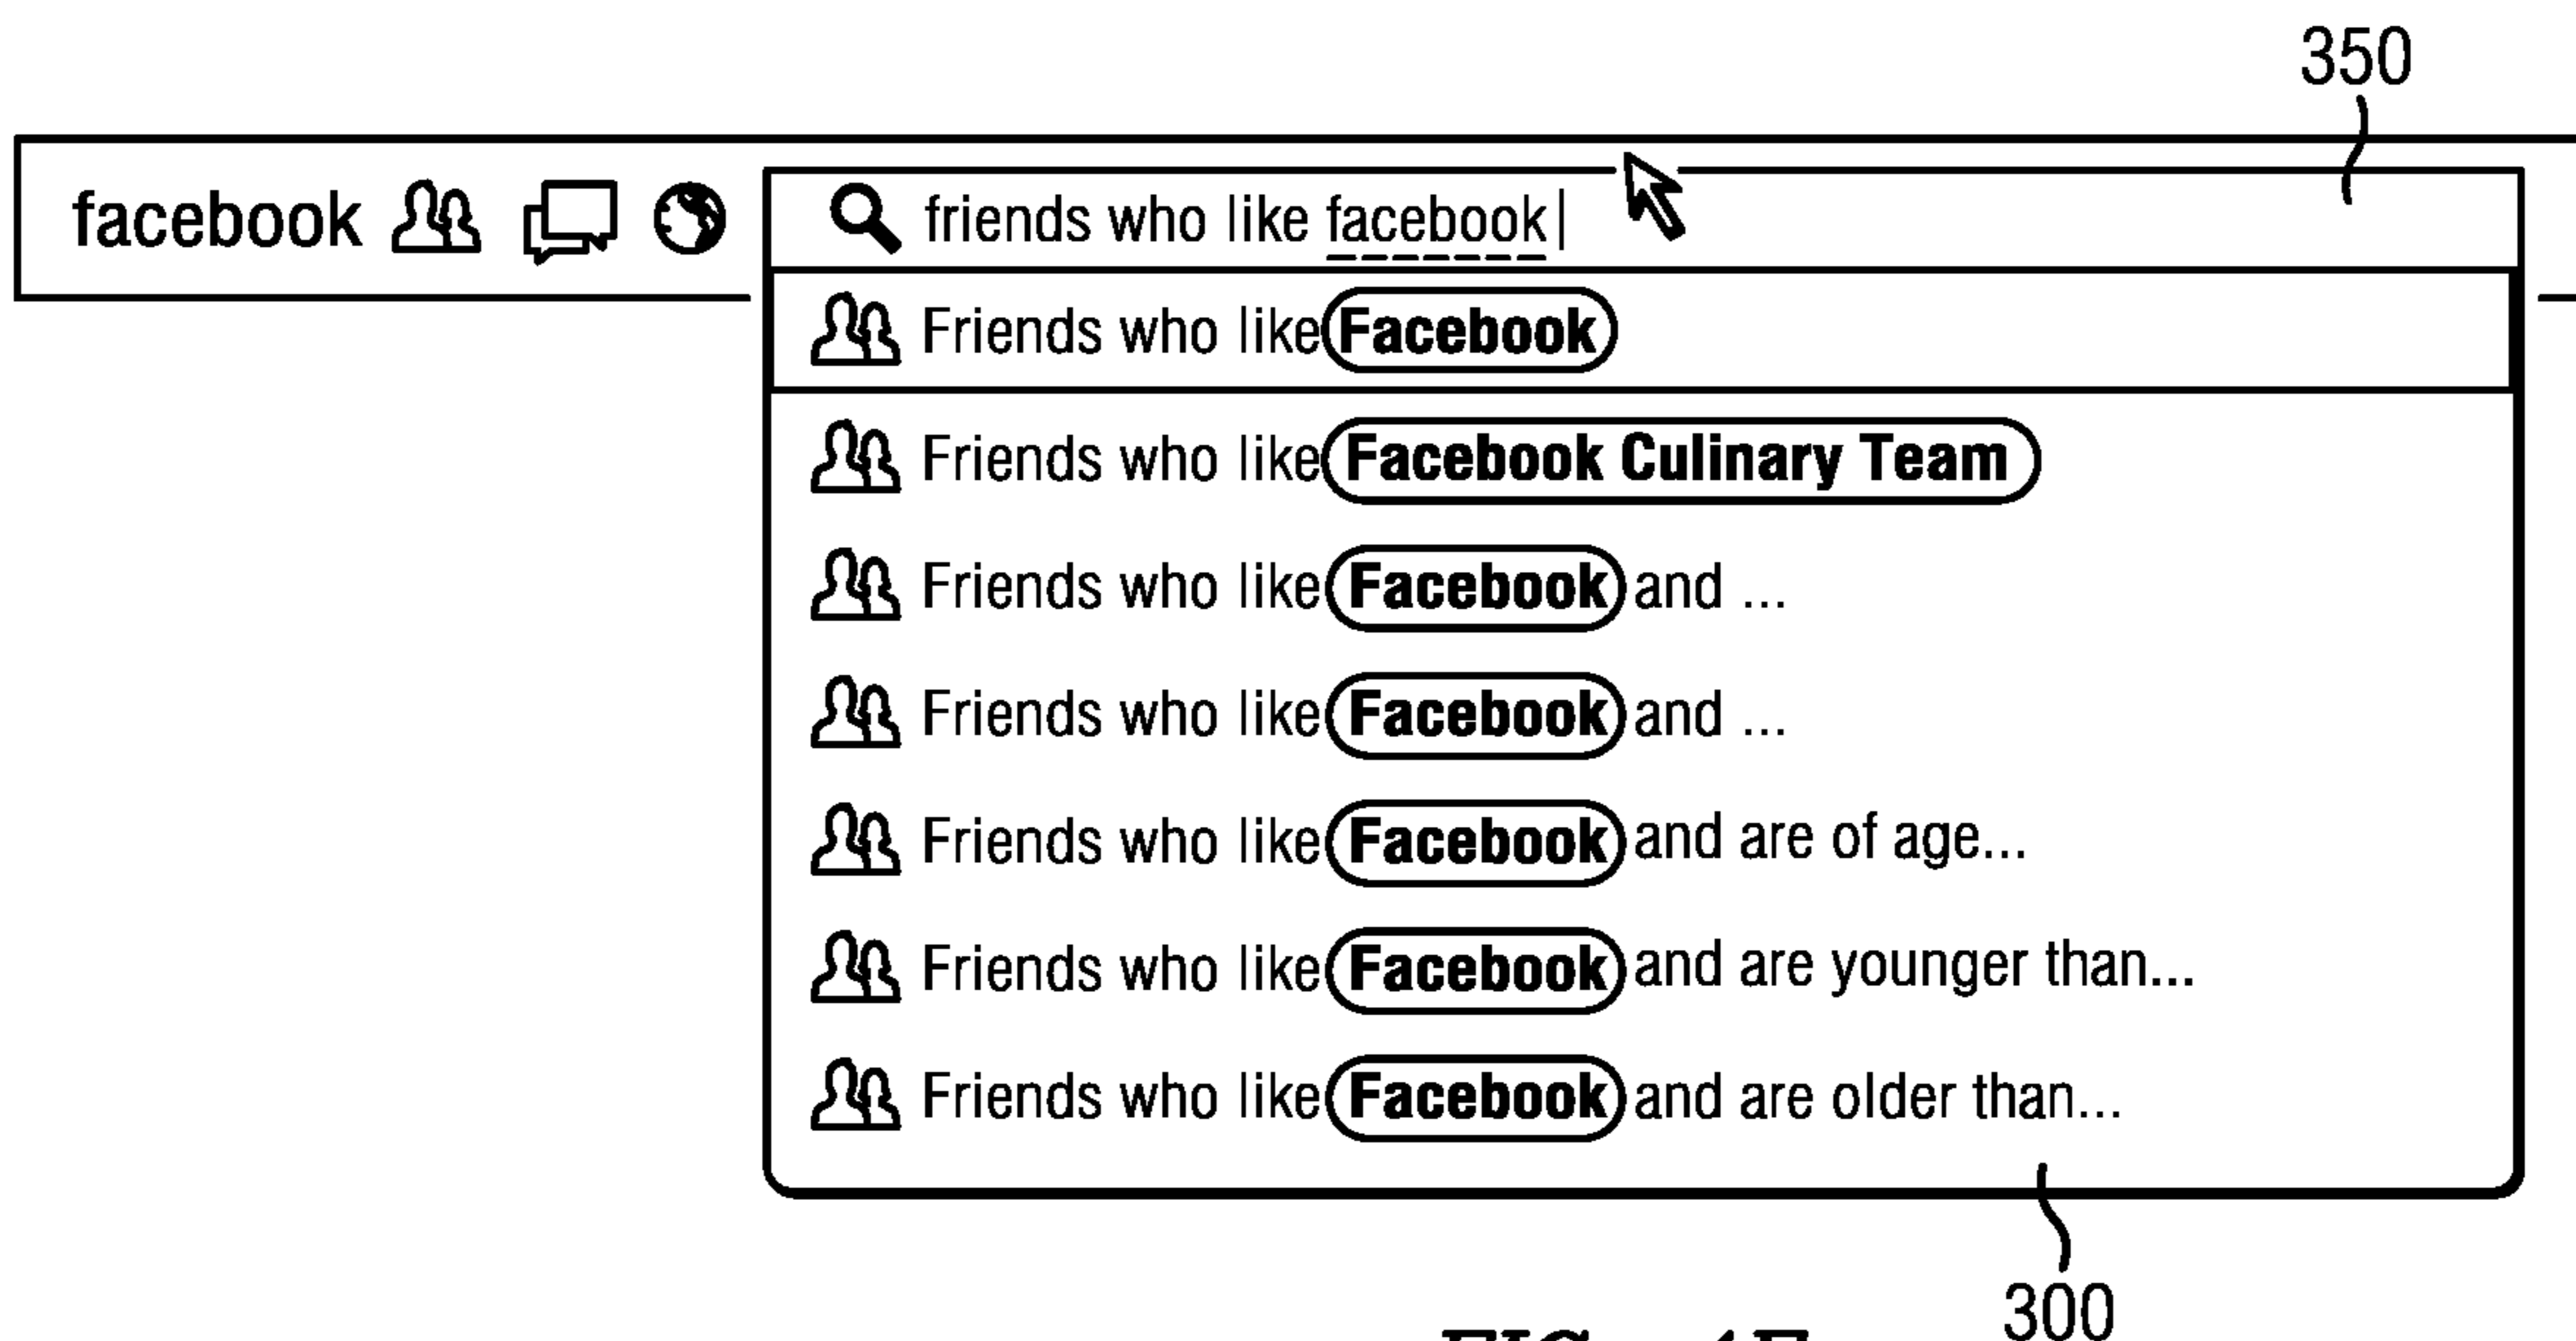 350
facebook friends who like facebook
Friends who like Facebook
Friends who like Facebook Culinary Team
Friends who like Facebook and ...
Friends who like Facebook and ...
Friends who like Facebook and are of age...
Friends who like Facebook and are younger than...
Friends who like Facebook and are older than...
300